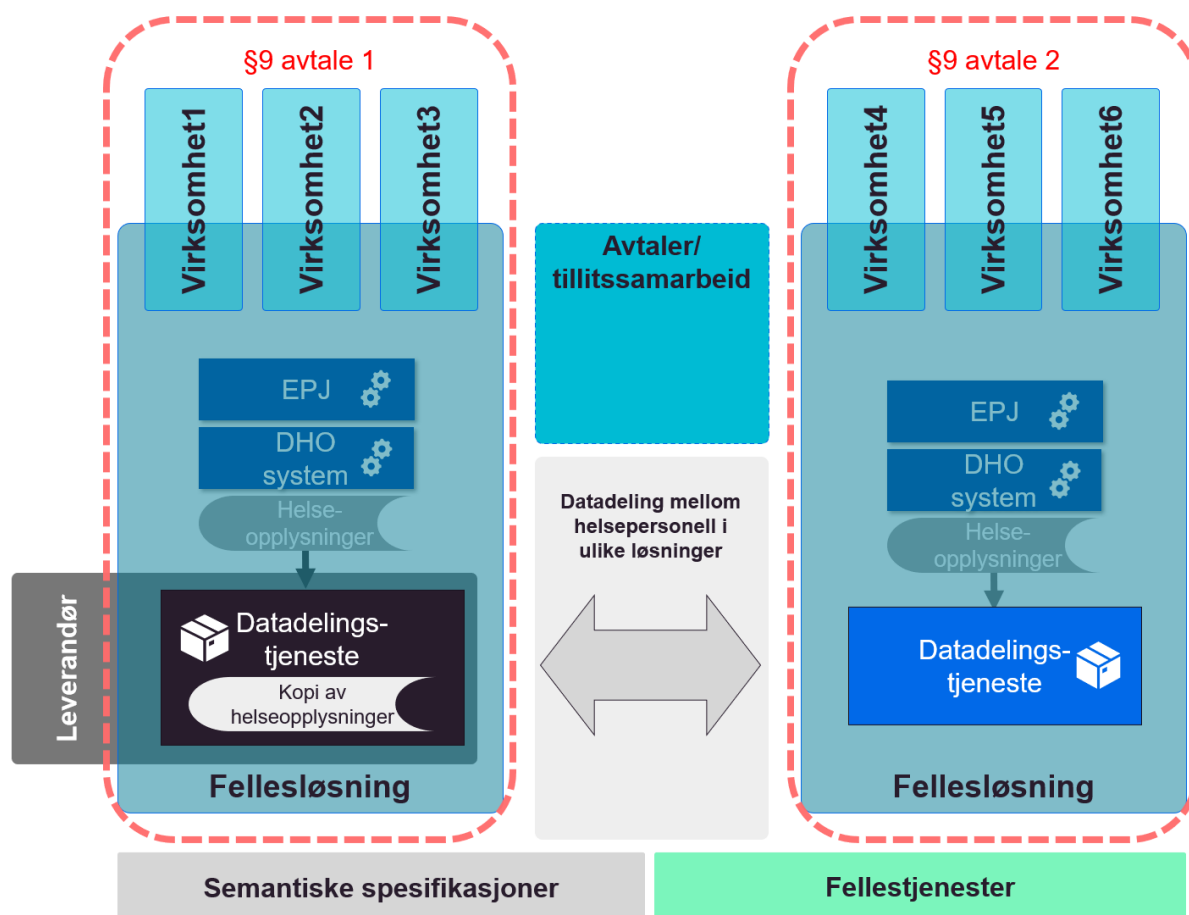 §9 avtale 1
Virksomhet1
Virksomhet2
Virksomhet3
EPJ
DHO
system
Helse-
opplysninger
Leverandør
Datadelings-
tjeneste
Kopi av
helseopplysninger
Fellesløsning
Avtaler/
tillitssamarbeid
Datadeling mellom
helsepersonell i
ulike løsninger
§9 avtale 2
Virksomhet4
Virksomhet5
Virksomhet6
EPJ
DHO
system
Helse-
opplysninger
Datadelings-
tjeneste
Fellesløsning
Semantiske spesifikasjoner
Fellestjenester